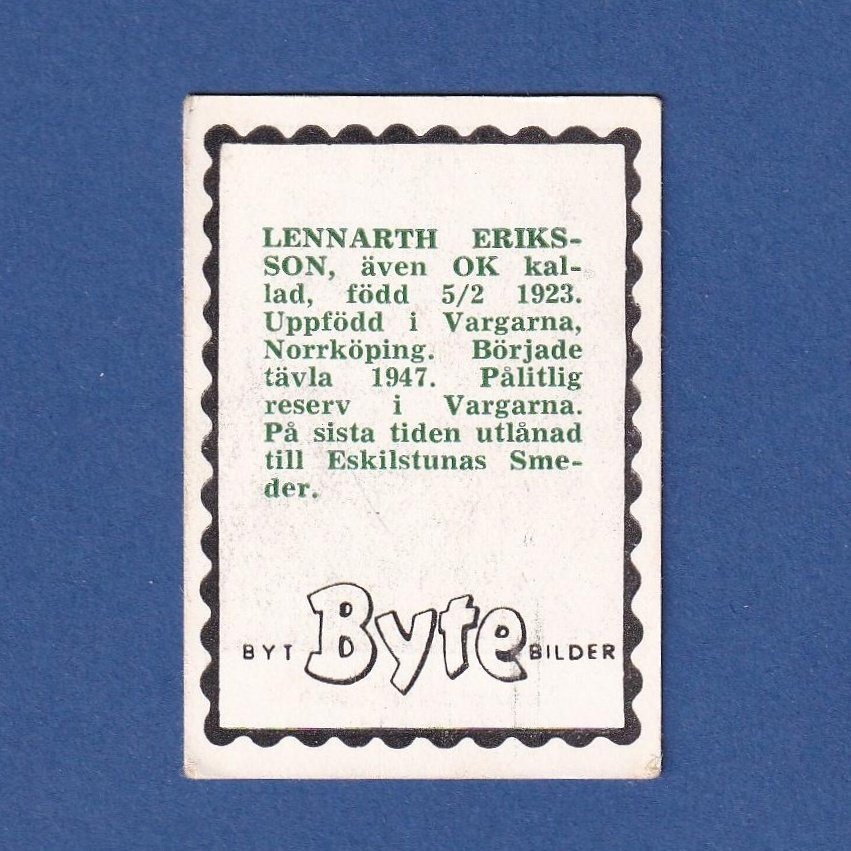 LENNARTH ERIKS-
SON, även OK kal-
lad, född 5/2 1923.
Uppfödd i Vargarna,
Norrköping. Började
tävla 1947. Pålitlig
reserv i Vargarna.
På sista tiden utlånad
till Eskilstunas Sme-
der.
BYT Byte BILDER